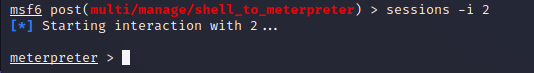 msf6 post(multi/manage/shell_to_meterpreter) > sessions -i 2
[*] Starting interaction with 2...
meterpreter >